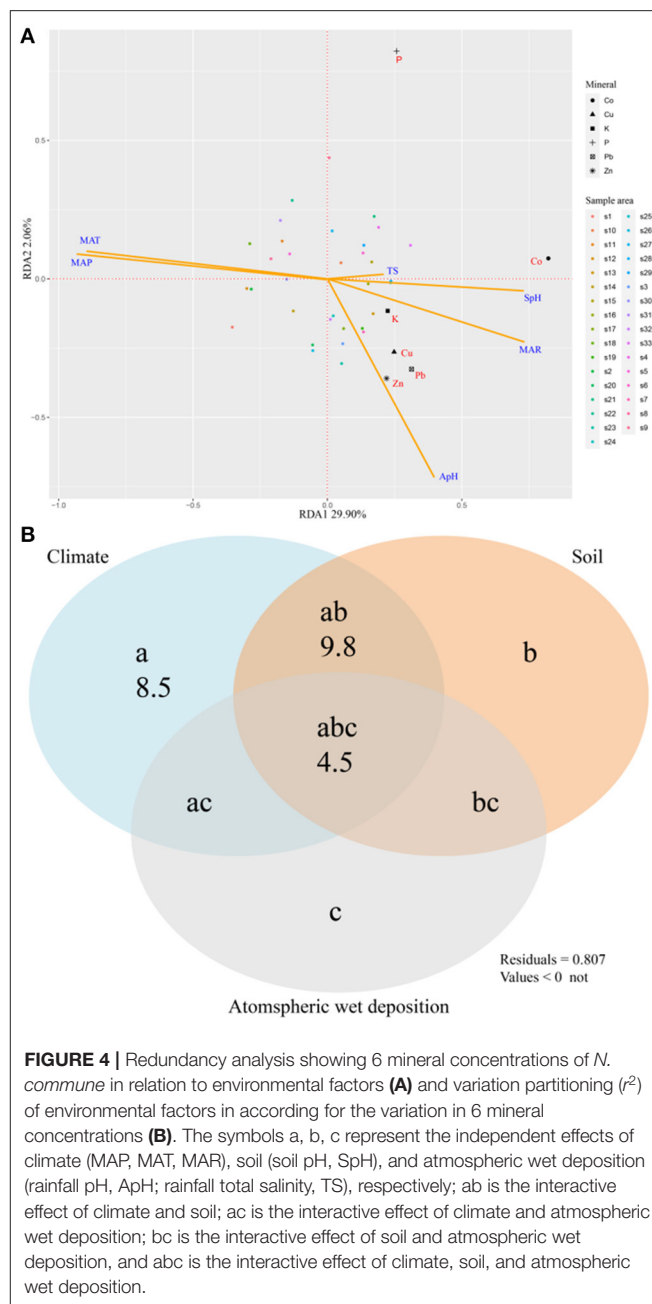 A
P
0.5
0.0
−0.5
RDA2 2.06%
MAT
MAP
TS
Co
SpH
K
MAR
Cu
Pb
Zn
ApH
−1.0
−0.5
0.0
0.5
RDA1 29.90%
Mineral
Co
Cu
K
P
Pb
Zn
Sample area
s1 s25
s10 s26
s11 s27
s12 s28
s13 s29
s14 s3
s15 s30
s16 s31
s17 s32
s18 s33
s19 s4
s2 s5
s20 s6
s21 s7
s22 s8
s23 s9
s24
B
Climate
Soil
a
8.5
ab
9.8
b
abc
4.5
ac
bc
c
Residuals = 0.807
Values < 0 not
Atomspheric wet deposition
FIGURE 4 | Redundancy analysis showing 6 mineral concentrations of N.
commune in relation to environmental factors (A) and variation partitioning (r²)
of environmental factors in according for the variation in 6 mineral
concentrations (B). The symbols a, b, c represent the independent effects of
climate (MAP, MAT, MAR), soil (soil pH, SpH), and atmospheric wet deposition
(rainfall pH, ApH; rainfall total salinity, TS), respectively; ab is the interactive
effect of climate and soil; ac is the interactive effect of climate and atmospheric
wet deposition; bc is the interactive effect of soil and atmospheric wet
deposition, and abc is the interactive effect of climate, soil, and atmospheric
wet deposition.